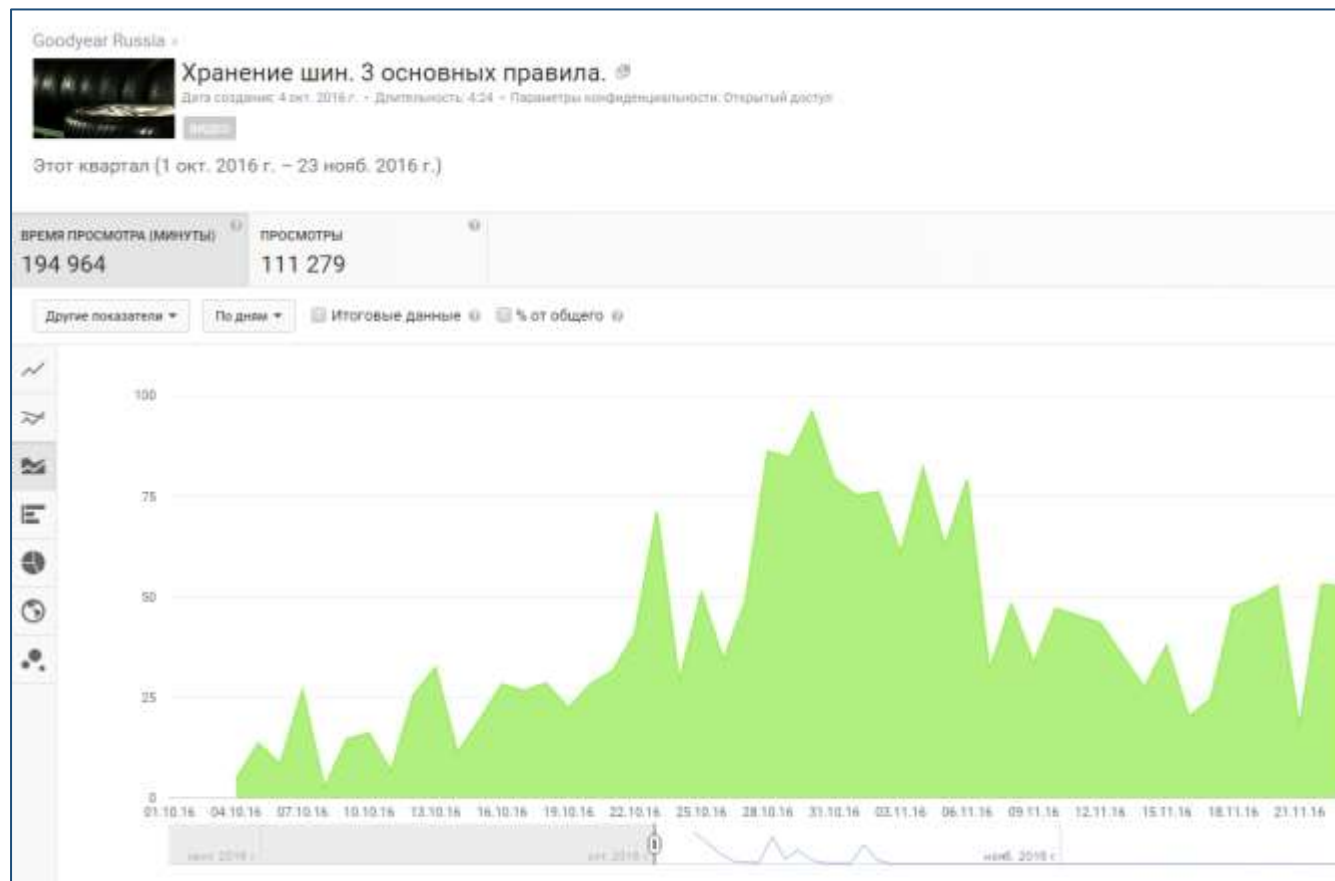 Goodyear Russia
Хранение шин. 3 основных правила.
Дата создания: 4 окт. 2016 г. • Длительность: 4:24 • Параметры конфиденциальности: Открытый доступ
ВИДЕО
Этот квартал (1 окт. 2016 г. – 23 нояб. 2016 г.)
ВРЕМЯ ПРОСМОТРА (МИНУТЫ) ПРОСМОТРЫ
194 964 111 279
Другие показатели По дням Итоговые данные % от общего
100
75
50
25
0
01.10.16 04.10.16 07.10.16 10.10.16 13.10.16 16.10.16 19.10.16 22.10.16 25.10.16 28.10.16 31.10.16 03.11.16 06.11.16 09.11.16 12.11.16 15.11.16 18.11.16 21.11.16
сент. 2016 г. окт. 2016 г. нояб. 2016 г.